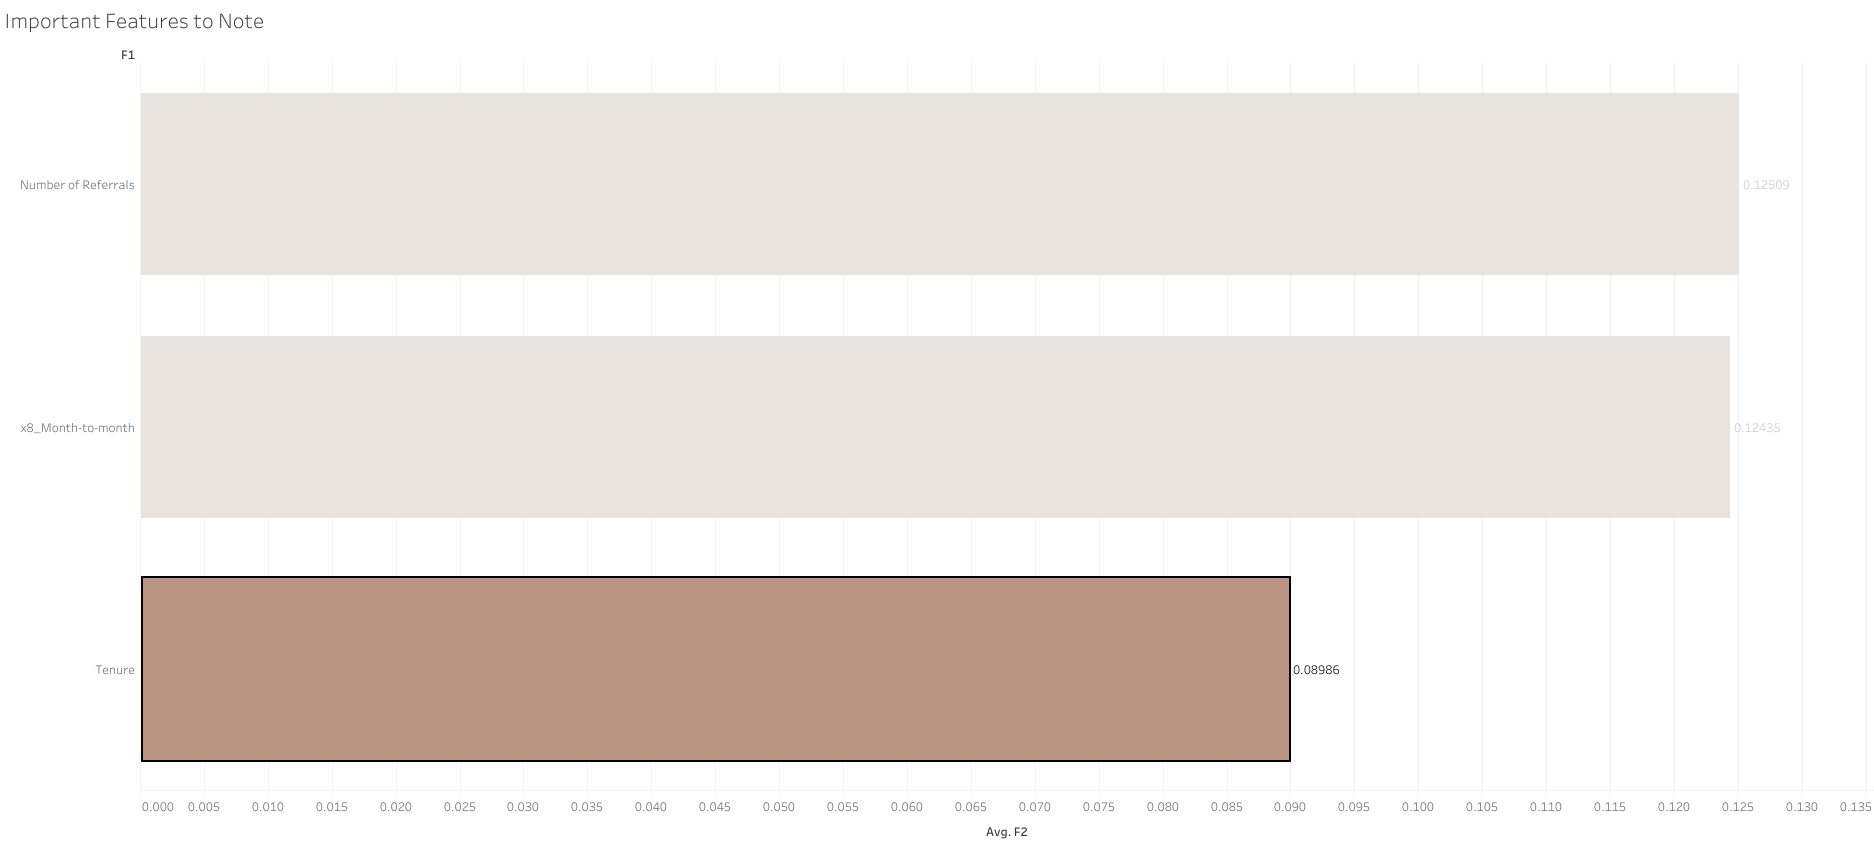 Important Features to Note
F1
Number of Referrals
0.12509
x8_Month-to-month
0.12435
Tenure
0.08986
0.000 0.005 0.010 0.015 0.020 0.025 0.030 0.035 0.040 0.045 0.050 0.055 0.060 0.065 0.070 0.075 0.080 0.085 0.090 0.095 0.100 0.105 0.110 0.115 0.120 0.125 0.130 0.135
Avg. F2